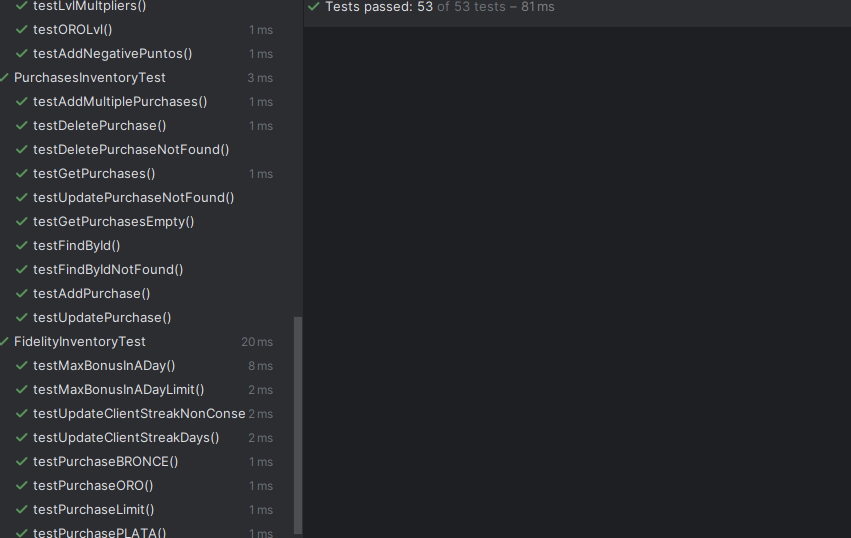 testLvlMultpliers()
Tests passed: 53 of 53 tests – 81 ms
testOROLvl() 1 ms
testAddNegativePuntos() 1 ms
PurchasesInventoryTest 3 ms
testAddMultiplePurchases() 1 ms
testDeletePurchase() 1 ms
testDeletePurchaseNotFound()
testGetPurchases() 1 ms
testUpdatePurchaseNotFound()
testGetPurchasesEmpty()
testFindById()
testFindByIdNotFound()
testAddPurchase()
testUpdatePurchase()
FidelityInventoryTest 20 ms
testMaxBonusInADay() 8 ms
testMaxBonusInADayLimit() 2 ms
testUpdateClientStreakNonConse 2 ms
testUpdateClientStreakDays() 2 ms
testPurchaseBRONCE() 1 ms
testPurchaseORO() 1 ms
testPurchaseLimit() 1 ms
testPurchasePLATA() 1 ms